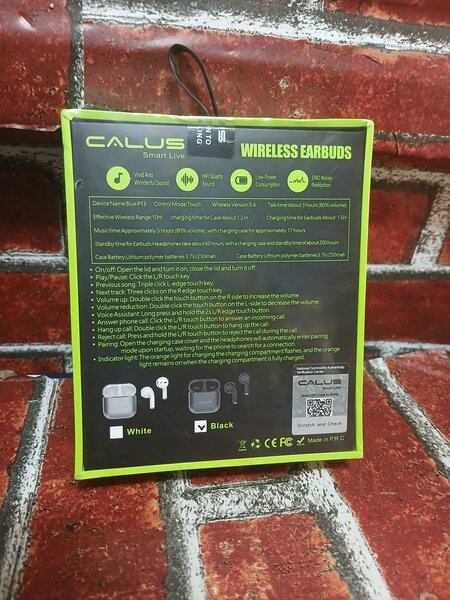 CALUS
Smart Live
WIRELESS EARBUDS
Vivid And Wonderful Sound
HiFi Quality Sound
Low Power Consumption
ENC Noise Reduction
Device Name: Blue P13 Control Mode: Touch Wireless Version: 5.4 Talk time: About 3 hours (80% volume)
Effective Wireless Range: 10m charging time for Case: About 1.2 H Charging time for Earbuds: About 1.5H
Music time: Approximately 5 hours (80% volume), with charging case for approximately 17 hours
Standby time for Earbuds: Headphones take about 60 hours, with a charging case and standby time of about 200 hours
Case Battery: Lithium polymer batteries 3.7V/250mah Case Battery: Lithium polymer batteries 3.7V/250mah
• On/off: Open the lid and turn it on, close the lid and turn it off.
• Play/Pause: Click the L/R touch key.
• Previous song: Triple click L-edge touch key.
• Next track: Three clicks on the R edge touch key.
• Volume up: Double click the touch button on the R side to increase the volume.
• Volume reduction: Double click the touch button on the L-side to decrease the volume.
• Voice Assistant: Long press and hold the 2s L/R edge touch button.
• Answer phone call: Click the L/R touch button to answer an incoming call.
• Hang up call: Double click the L/R touch button to hang up the call.
• Reject call: Press and hold the L/R touch button to reject the call during the call.
• Pairing: Open the charging case cover and the headphones will automatically enter pairing
mode upon startup, waiting for the phone to search for a connection.
• Indicator light: The orange light for charging the charging compartment flashes, and the orange
light remains on when the charging compartment is fully charged.
White
Black
National Commodity Authenticity
Verification Center
CALUS
Smart Live
Scan QR Code to Verify
Scratch and Check
CE FC Made in P.R.C